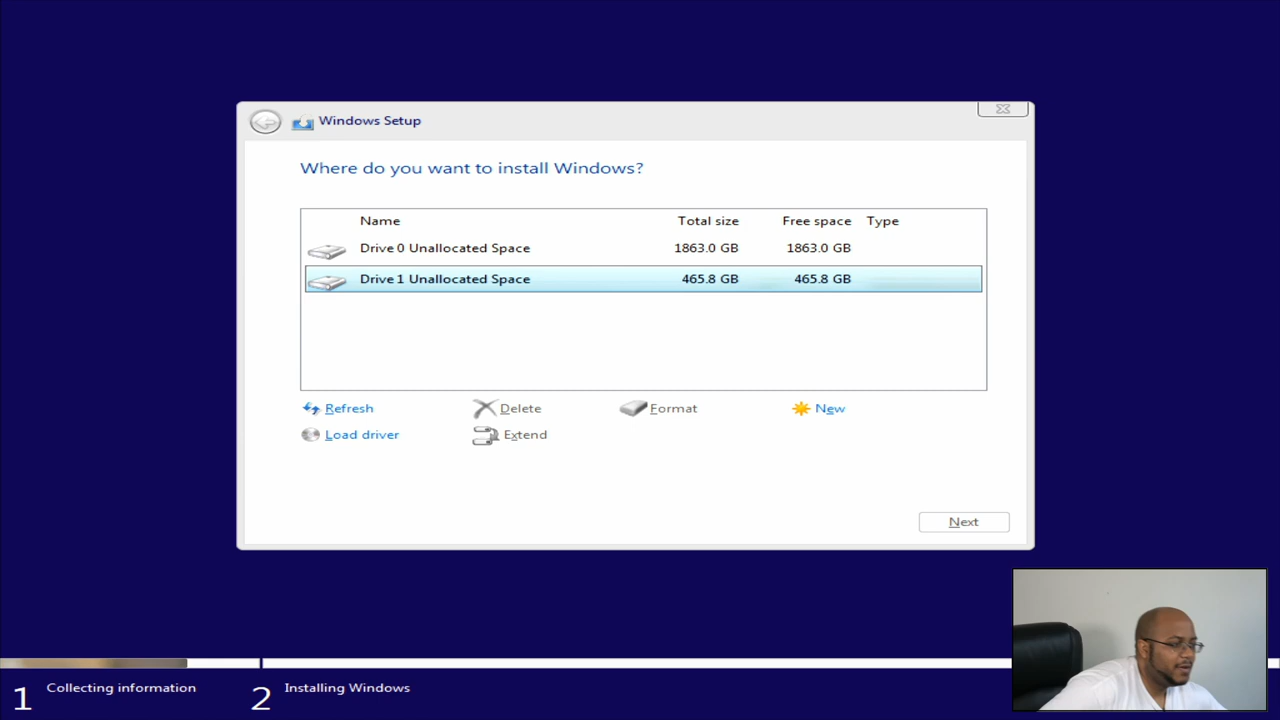 Windows Setup
Where do you want to install Windows?
Name Total size Free space Type
Drive 0 Unallocated Space 1863.0 GB 1863.0 GB
Drive 1 Unallocated Space 465.8 GB 465.8 GB
Refresh Delete Format New
Load driver Extend
Next
1 Collecting information 2 Installing Windows